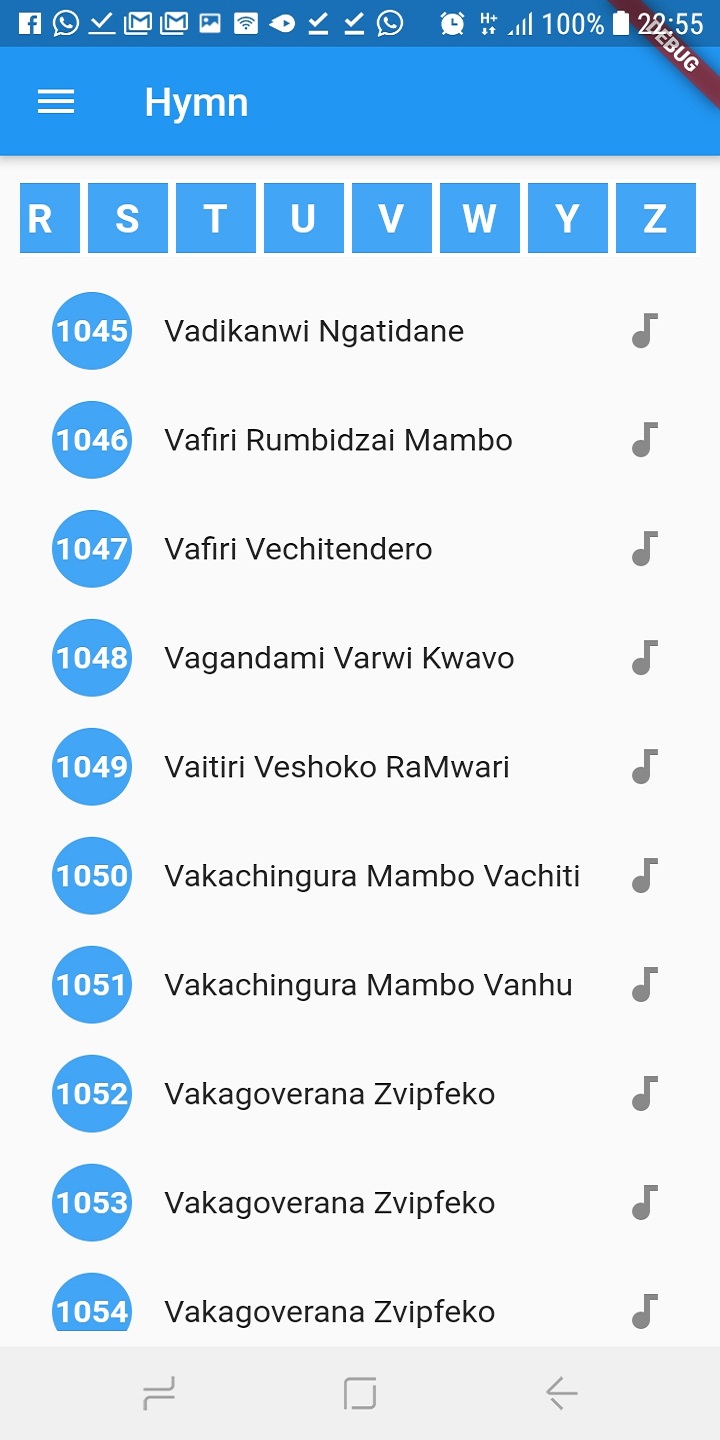 H+ 100% 22:55
DEBUG
Hymn
R S T U V W Y Z
1045 Vadikanwi Ngatidane
1046 Vafiri Rumbidzai Mambo
1047 Vafiri Vechitendero
1048 Vagandami Varwi Kwavo
1049 Vaitiri Veshoko RaMwari
1050 Vakachingura Mambo Vachiti
1051 Vakachingura Mambo Vanhu
1052 Vakagoverana Zvipfeko
1053 Vakagoverana Zvipfeko
1054 Vakagoverana Zvipfeko